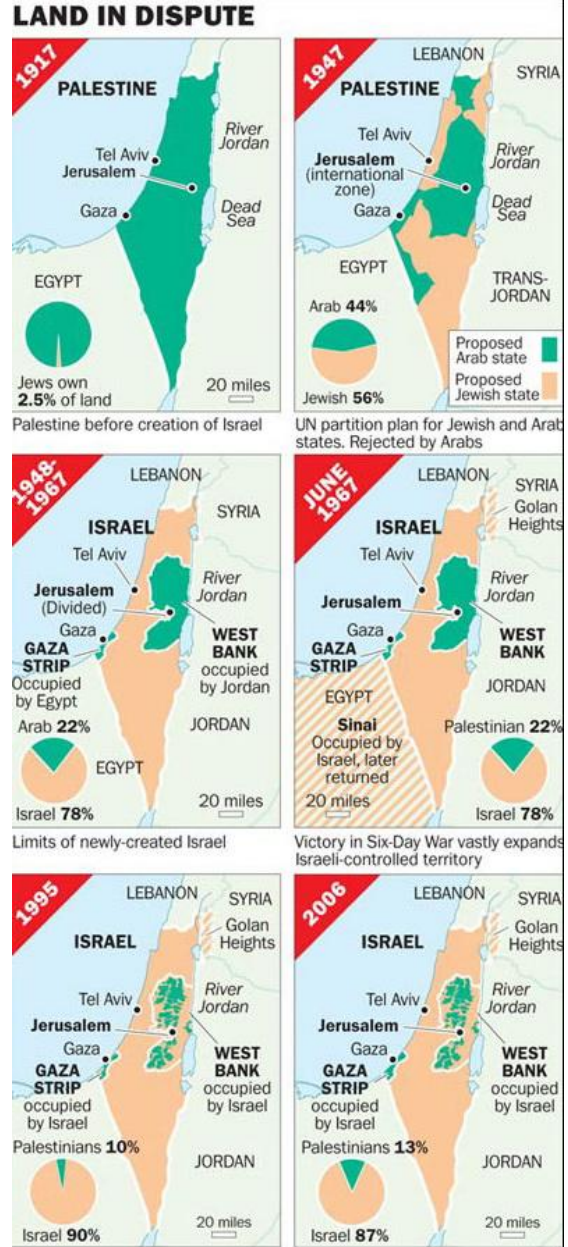 LAND IN DISPUTE
1917
PALESTINE
Tel Aviv
Jerusalem
Gaza
River
Jordan
Dead
Sea
EGYPT
Jews own
2.5% of land
20 miles
Palestine before creation of Israel
1947
LEBANON
SYRIA
PALESTINE
Tel Aviv
Jerusalem
(international
zone)
Gaza
River
Jordan
Dead
Sea
EGYPT
TRANS-
JORDAN
Arab 44%
Jewish 56%
Proposed
Arab state
Proposed
Jewish state
20 miles
UN partition plan for Jewish and Arab
states. Rejected by Arabs
1948-
1967
LEBANON
SYRIA
ISRAEL
Tel Aviv
Jerusalem
(Divided)
Gaza
GAZA
STRIP
Occupied
by Egypt
River
Jordan
WEST
BANK
occupied
by Jordan
Arab 22%
EGYPT
JORDAN
Israel 78%
20 miles
Limits of newly-created Israel
JUNE
1967
LEBANON
SYRIA
Golan
Heights
ISRAEL
Tel Aviv
Jerusalem
Gaza
GAZA
STRIP
River
Jordan
WEST
BANK
EGYPT
Sinai
Occupied by
Israel, later
returned
JORDAN
Palestinian 22%
Israel 78%
20 miles
Victory in Six-Day War vastly expands
Israeli-controlled territory
1995
LEBANON
SYRIA
Golan
Heights
ISRAEL
Tel Aviv
Jerusalem
Gaza
GAZA
STRIP
occupied
by Israel
River
Jordan
WEST
BANK
occupied
by Israel
Palestinians 10%
JORDAN
Israel 90%
20 miles
2006
LEBANON
SYRIA
Golan
Heights
ISRAEL
Tel Aviv
Jerusalem
Gaza
GAZA
STRIP
occupied
by Israel
River
Jordan
WEST
BANK
occupied
by Israel
Palestinians 13%
JORDAN
Israel 87%
20 miles